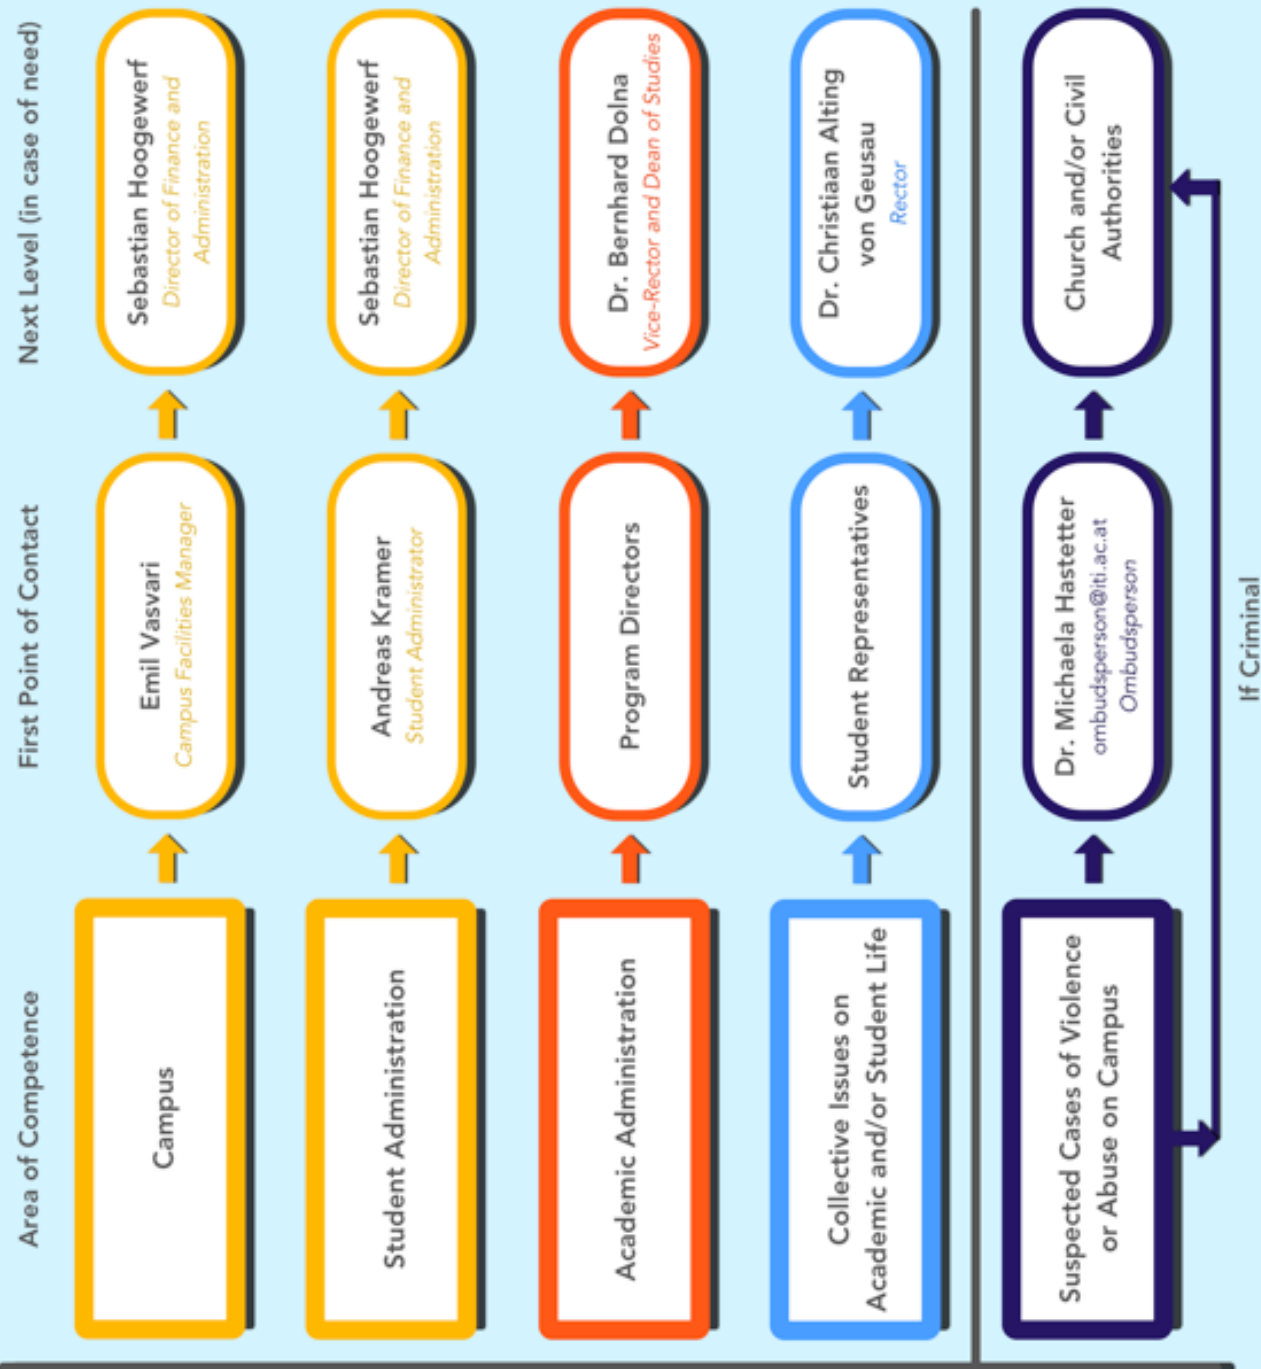 Area of Competence
First Point of Contact
Next Level (in case of need)
Campus
Emil Vasvari
Campus Facilities Manager
Sebastian Hoogewerf
Director of Finance and
Administration
Student Administration
Andreas Kramer
Student Administrator
Sebastian Hoogewerf
Director of Finance and
Administration
Academic Administration
Program Directors
Dr. Bernhard Dolna
Vice-Rector and Dean of Studies
Collective Issues on
Academic and/or Student Life
Student Representatives
Dr. Christiaan Alting
von Geusau
Rector
Suspected Cases of Violence
or Abuse on Campus
Dr. Michaela Hastetter
ombudsperson@iti.ac.at
Ombudsperson
Church and/or Civil
Authorities
If Criminal